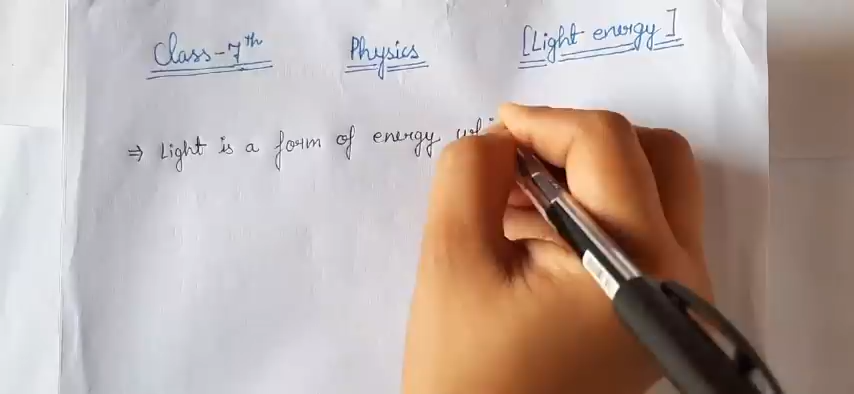 Class-7th Physics [Light energy]
⇒ Light is a form of energy